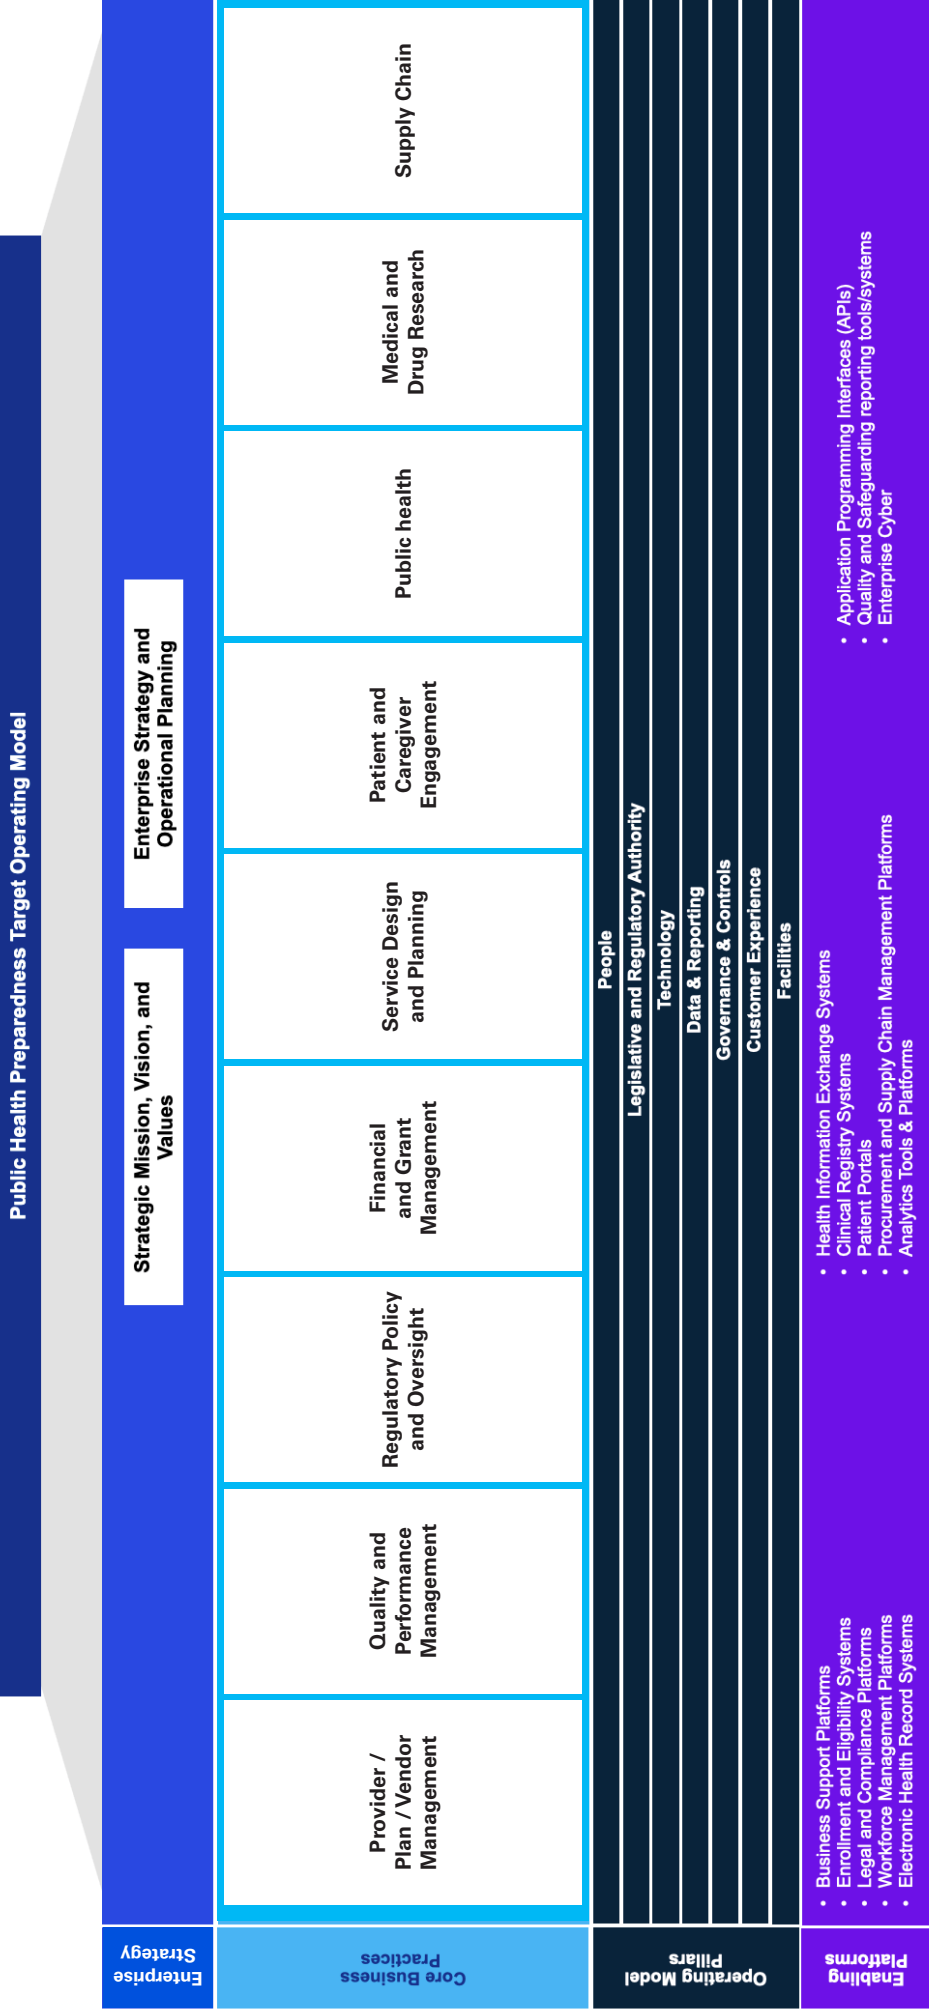 Public Health Preparedness Target Operating Model
Enterprise
Strategy
Strategic Mission, Vision, and
Values
Enterprise Strategy and
Operational Planning
Core Business
Practices
Provider /
Plan / Vendor
Management
Quality and
Performance
Management
Regulatory Policy
and Oversight
Financial
and Grant
Management
Service Design
and Planning
Patient and
Caregiver
Engagement
Public health
Medical and
Drug Research
Supply Chain
Operating Model
Pillars
People
Legislative and Regulatory Authority
Technology
Data & Reporting
Governance & Controls
Customer Experience
Facilities
Enabling
Platforms
• Business Support Platforms
• Enrollment and Eligibility Systems
• Legal and Compliance Platforms
• Workforce Management Platforms
• Electronic Health Record Systems
• Health Information Exchange Systems
• Clinical Registry Systems
• Patient Portals
• Procurement and Supply Chain Management Platforms
• Analytics Tools & Platforms
• Application Programming Interfaces (APIs)
• Quality and Safeguarding reporting tools/systems
• Enterprise Cyber